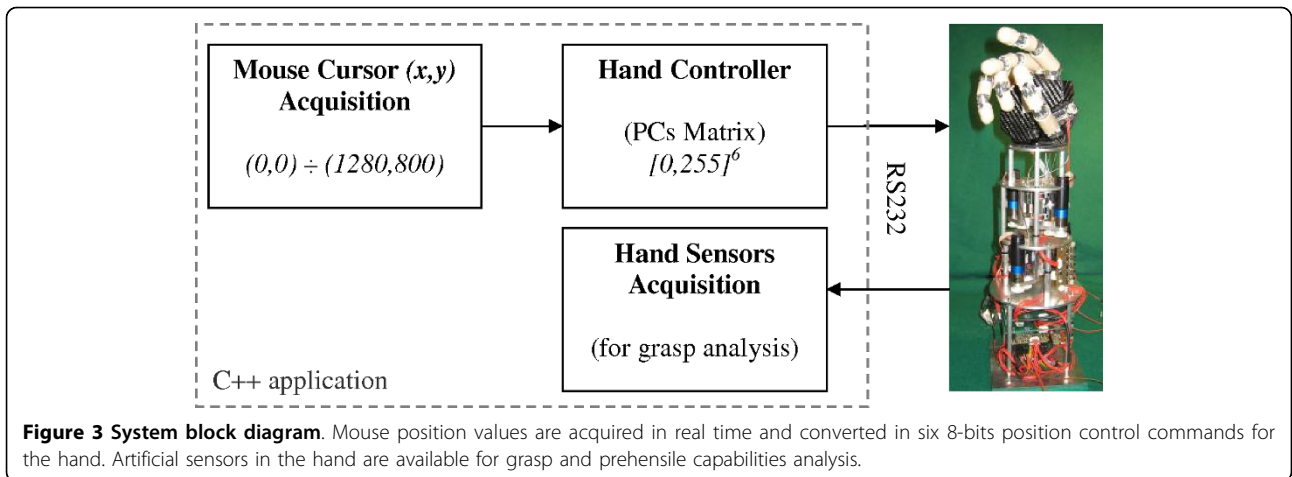 Mouse Cursor (x,y)
Acquisition
(0,0) ÷ (1280,800)
Hand Controller
(PCs Matrix)
[0,255]^6
RS232
Hand Sensors
Acquisition
(for grasp analysis)
C++ application
Figure 3 System block diagram. Mouse position values are acquired in real time and converted in six 8-bits position control commands for
the hand. Artificial sensors in the hand are available for grasp and prehensile capabilities analysis.